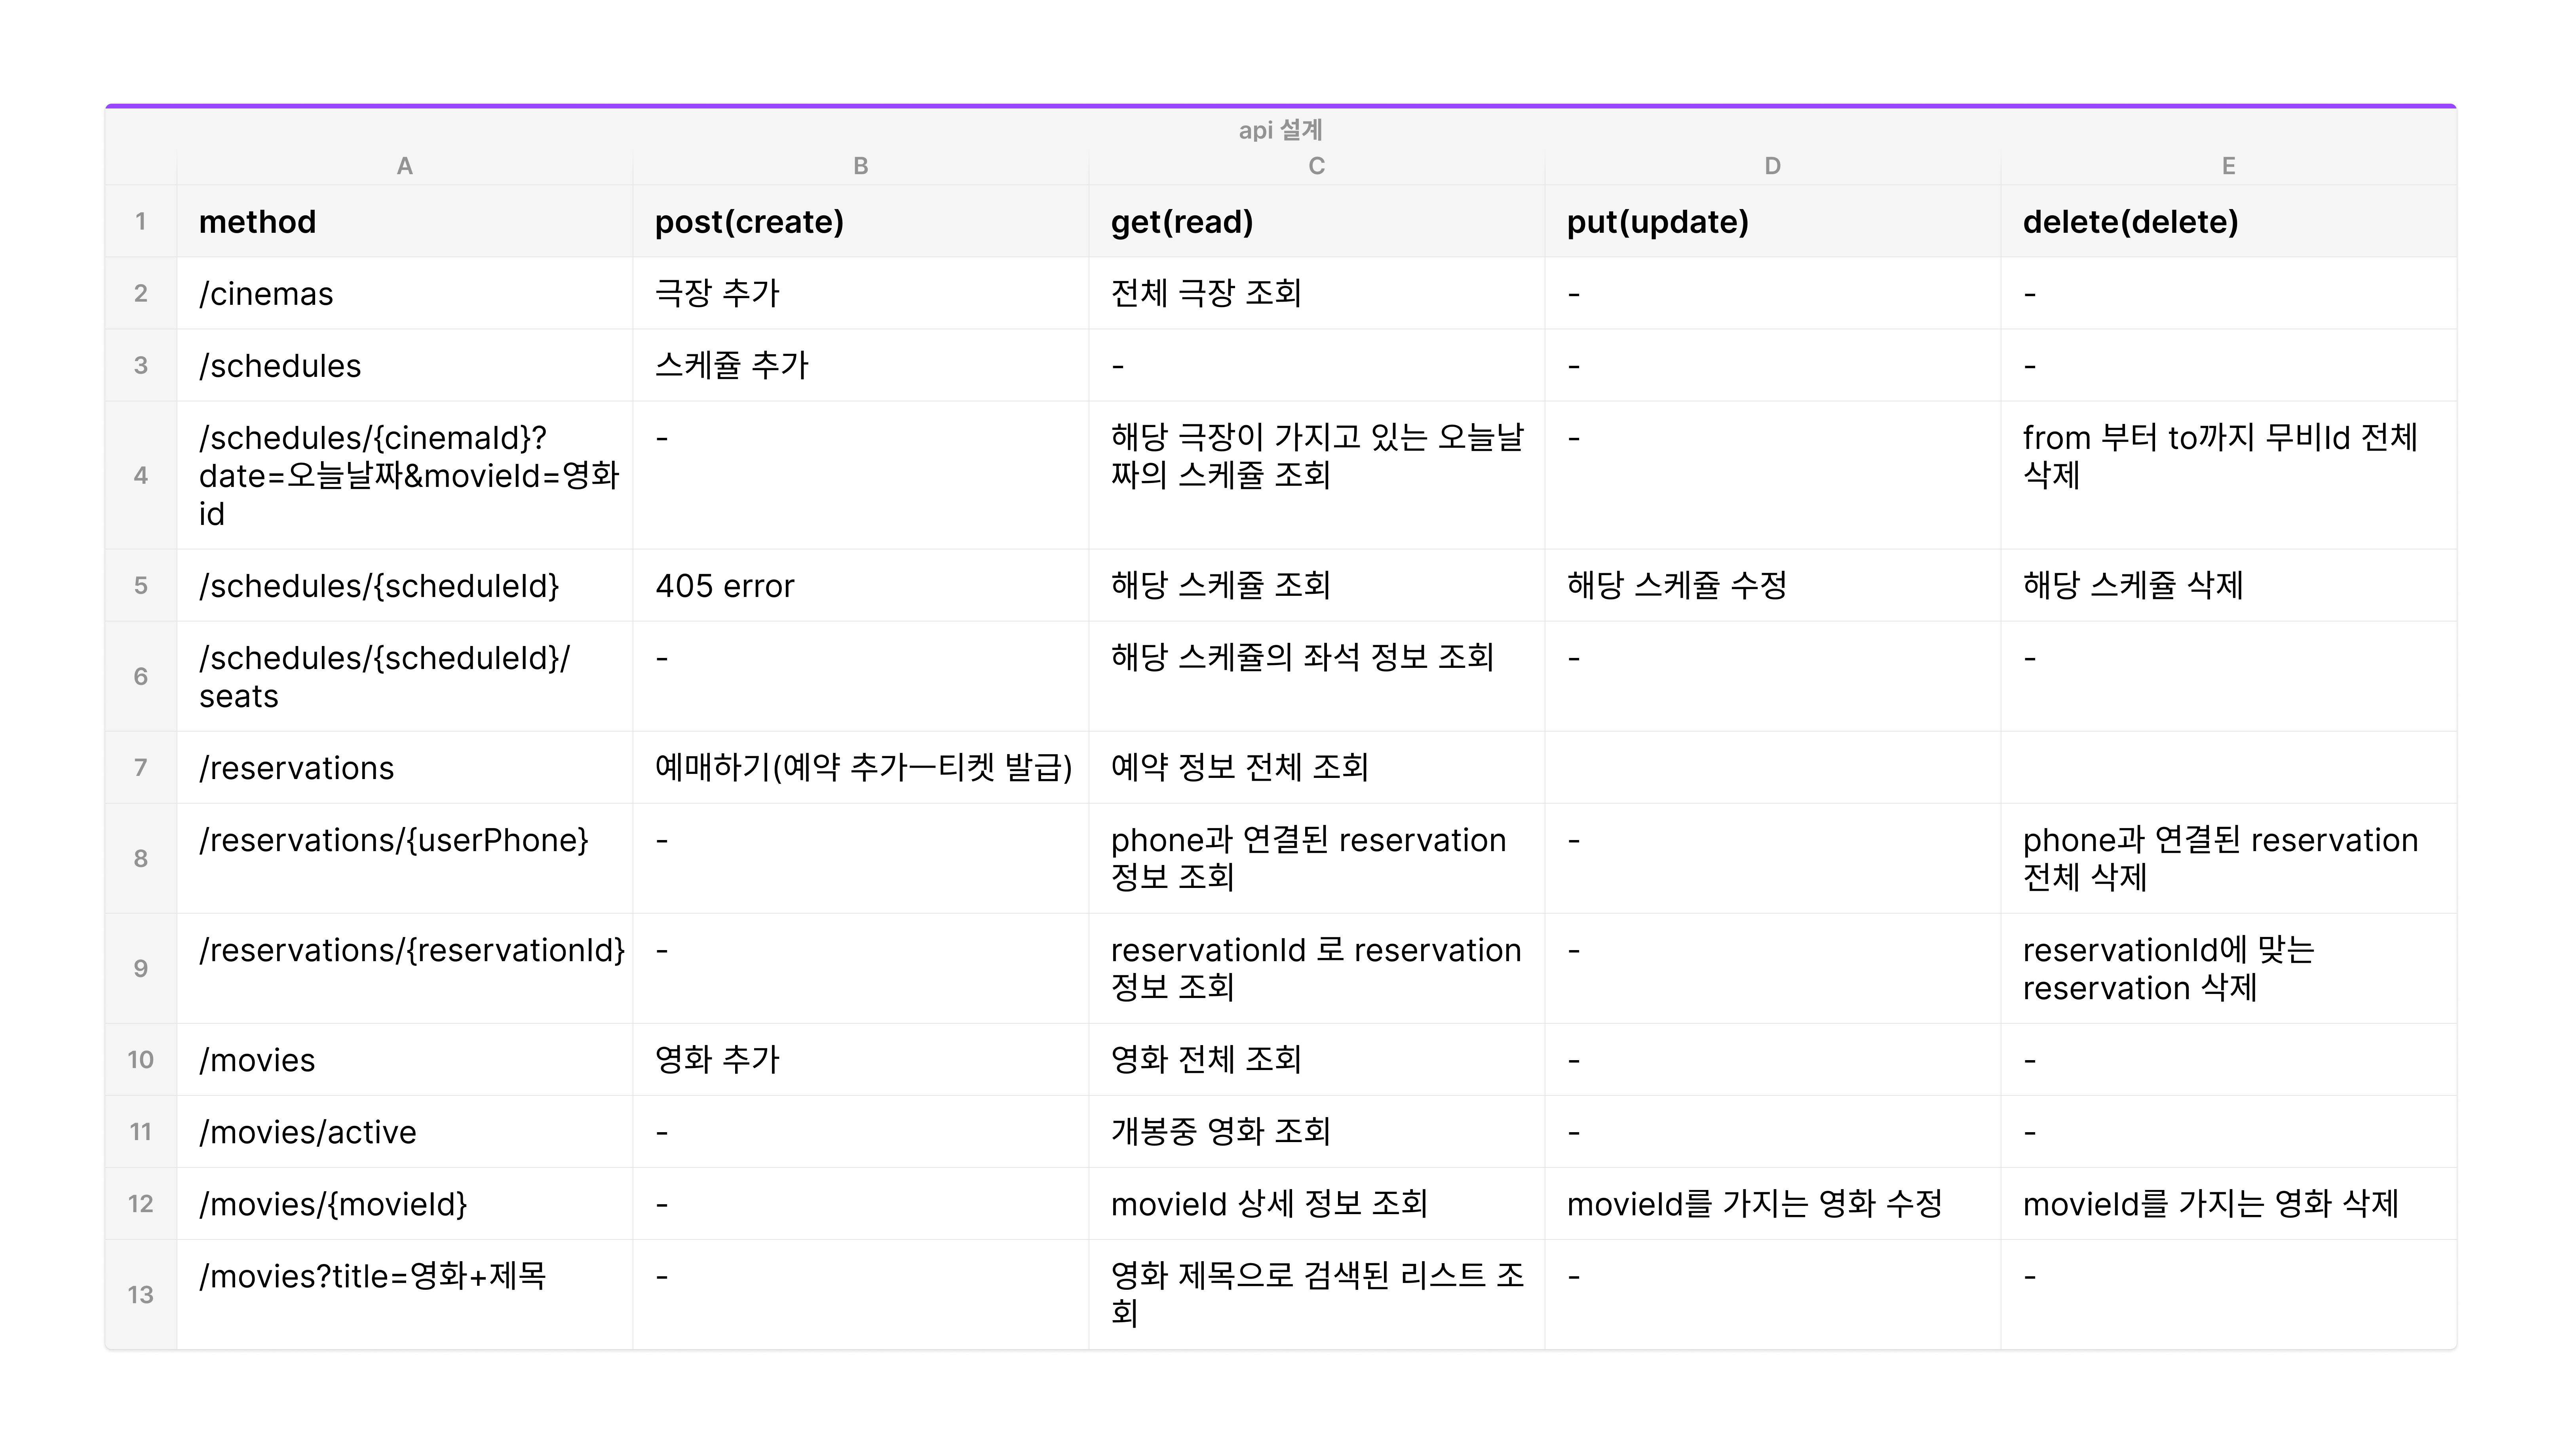 api 설계
A B C D E
1 method post(create) get(read) put(update) delete(delete)
2 /cinemas 극장 추가 전체 극장 조회 - -
3 /schedules 스케쥴 추가 - - -
4 /schedules/{cinemaId}? - 해당 극장이 가지고 있는 오늘날 - from 부터 to까지 무비Id 전체
date=오늘날짜&movieId=영화 짜의 스케쥴 조회 삭제
id
5 /schedules/{scheduleId} 405 error 해당 스케쥴 조회 해당 스케쥴 수정 해당 스케쥴 삭제
6 /schedules/{scheduleId}/ - 해당 스케쥴의 좌석 정보 조회 - -
seats
7 /reservations 예매하기(예약 추가—티켓 발급) 예약 정보 전체 조회
8 /reservations/{userPhone} - phone과 연결된 reservation - phone과 연결된 reservation
정보 조회 전체 삭제
9 /reservations/{reservationId} - reservationId 로 reservation - reservationId에 맞는
정보 조회 reservation 삭제
10 /movies 영화 추가 영화 전체 조회 - -
11 /movies/active - 개봉중 영화 조회 - -
12 /movies/{movieId} - movieId 상세 정보 조회 movieId를 가지는 영화 수정 movieId를 가지는 영화 삭제
13 /movies?title=영화+제목 - 영화 제목으로 검색된 리스트 조 - -
회